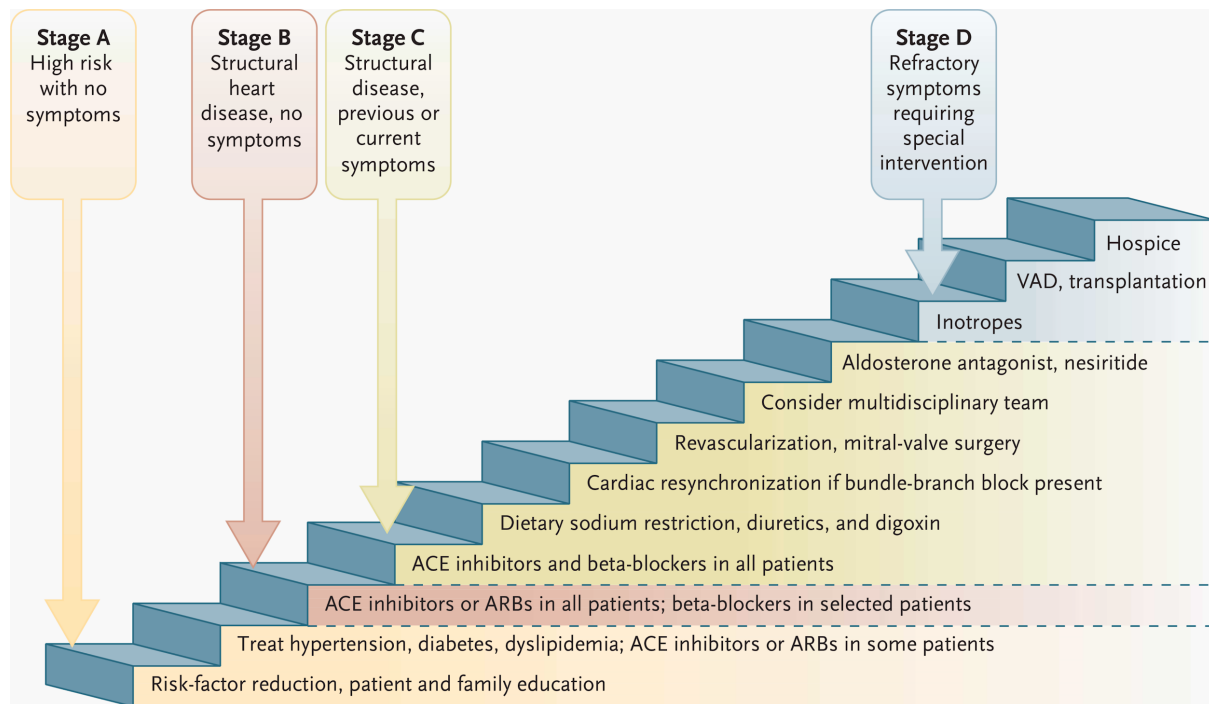 Stage A
High risk
with no
symptoms
Stage B
Structural
heart
disease, no
symptoms
Stage C
Structural
disease,
previous or
current
symptoms
Stage D
Refractory
symptoms
requiring
special
intervention
Hospice
VAD, transplantation
Inotropes
Aldosterone antagonist, nesiritide
Consider multidisciplinary team
Revascularization, mitral-valve surgery
Cardiac resynchronization if bundle-branch block present
Dietary sodium restriction, diuretics, and digoxin
ACE inhibitors and beta-blockers in all patients
ACE inhibitors or ARBs in all patients; beta-blockers in selected patients
Treat hypertension, diabetes, dyslipidemia; ACE inhibitors or ARBs in some patients
Risk-factor reduction, patient and family education